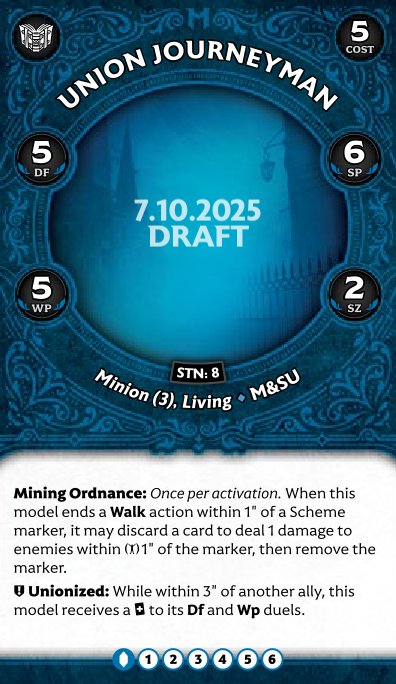 5
COST
UNION JOURNEYMAN
5
DF
6
SP
7.10.2025
DRAFT
5
WP
2
SZ
STN: 8
Minion (3), Living ⬥ M&SU
Mining Ordnance: Once per activation. When this
model ends a Walk action within 1" of a Scheme
marker, it may discard a card to deal 1 damage to
enemies within 1" of the marker, then remove the
marker.
Unionized: While within 3" of another ally, this
model receives a to its Df and Wp duels.
1 2 3 4 5 6